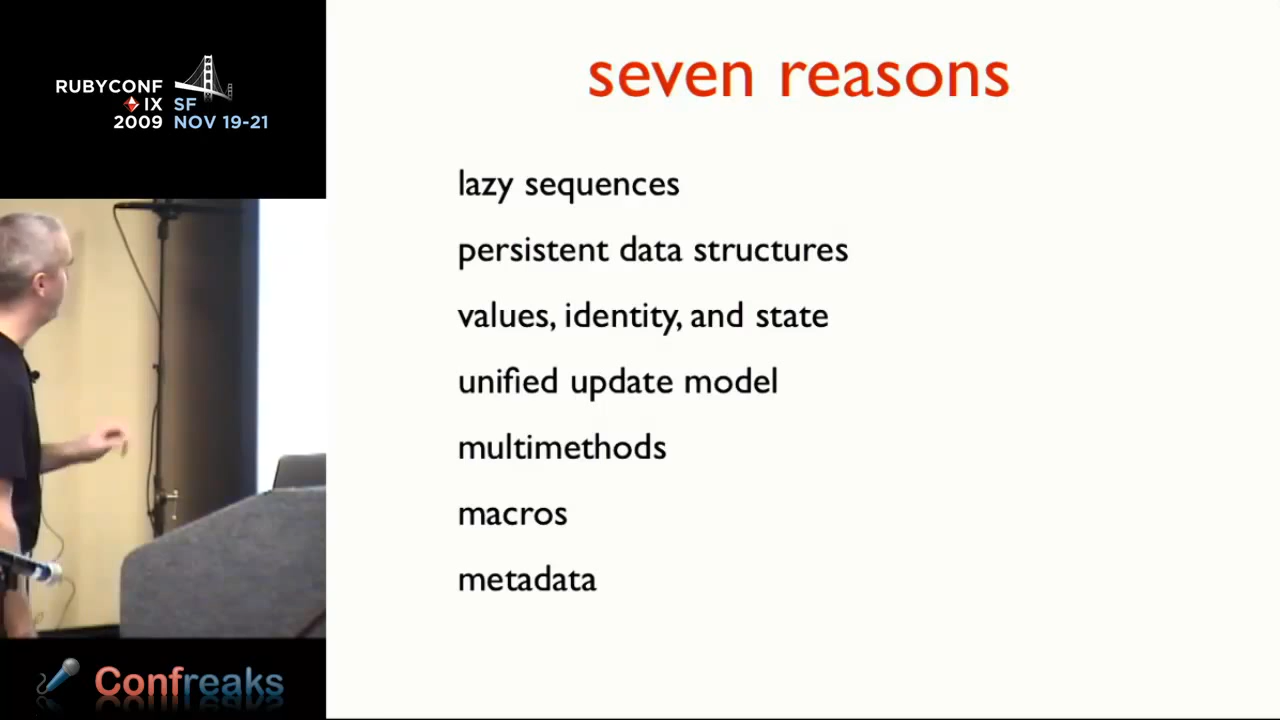 RUBYCONF
IX SF
2009 NOV 19-21
seven reasons
lazy sequences
persistent data structures
values, identity, and state
unified update model
multimethods
macros
metadata
Confreaks